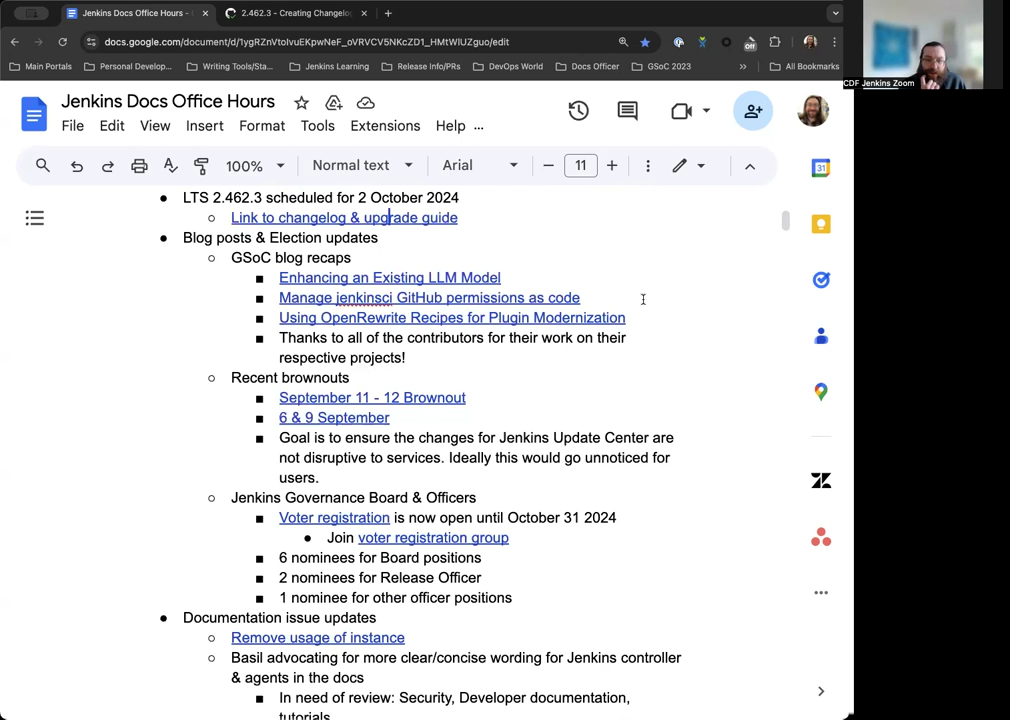 Jenkins Docs Office Hours -
2.462.3 - Creating Changelo
docs.google.com/document/d/1ygRZnVtoIvuEKpwNeF_oVRVCV5NKcZD1_HMtWlUZguo/edit
Off
Main Portals
Personal Develop...
Writing Tools/Sta...
Jenkins Learning
Release Info/PRs
DevOps World
Docs Officer
GSoC 2023
»
All Bookmarks
CDF Jenkins Zoom
Jenkins Docs Office Hours
File Edit View Insert Format Tools Extensions Help ...
100% Normal text Arial 11
31
● LTS 2.462.3 scheduled for 2 October 2024
○ Link to changelog & upgrade guide
● Blog posts & Election updates
○ GSoC blog recaps
■ Enhancing an Existing LLM Model
■ Manage jenkinsci GitHub permissions as code
■ Using OpenRewrite Recipes for Plugin Modernization
■ Thanks to all of the contributors for their work on their
respective projects!
○ Recent brownouts
■ September 11 - 12 Brownout
■ 6 & 9 September
■ Goal is to ensure the changes for Jenkins Update Center are
not disruptive to services. Ideally this would go unnoticed for
users.
○ Jenkins Governance Board & Officers
■ Voter registration is now open until October 31 2024
● Join voter registration group
■ 6 nominees for Board positions
■ 2 nominees for Release Officer
■ 1 nominee for other officer positions
● Documentation issue updates
○ Remove usage of instance
○ Basil advocating for more clear/concise wording for Jenkins controller
& agents in the docs
■ In need of review: Security, Developer documentation,
tutorials